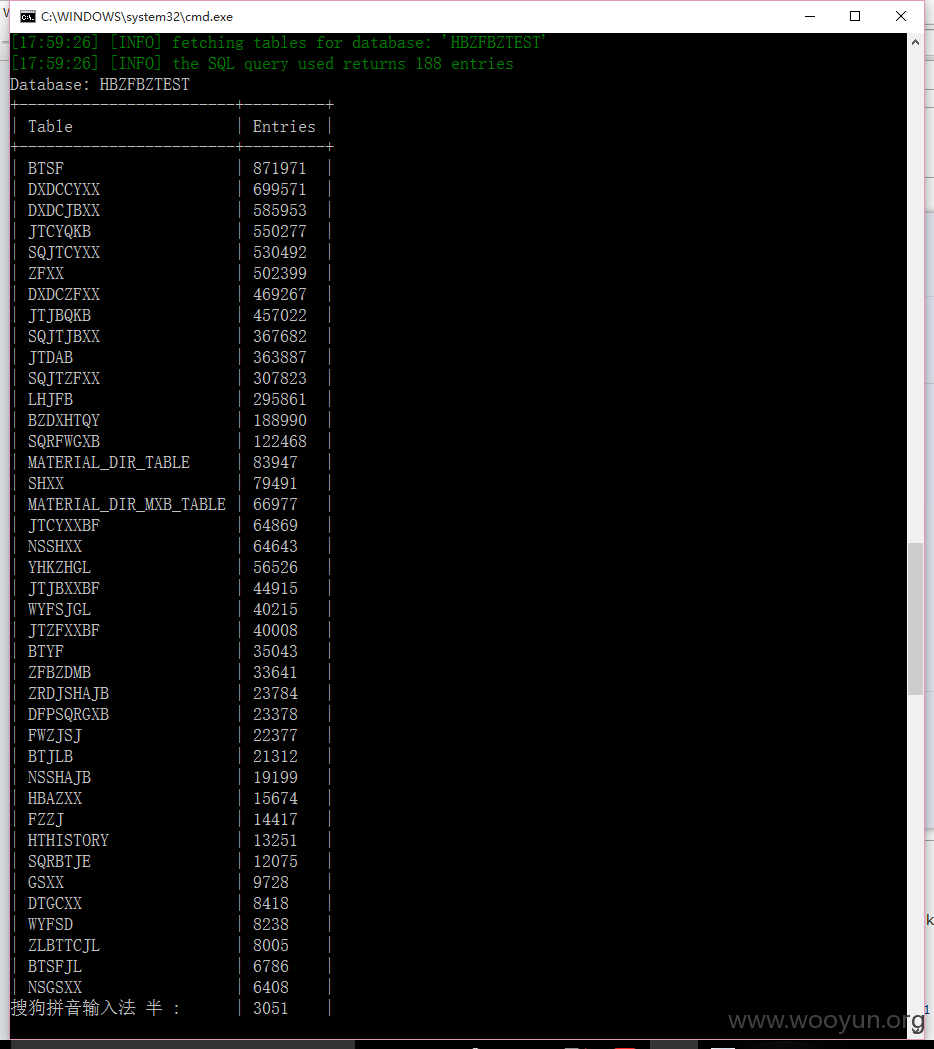 C:\WINDOWS\system32\cmd.exe
[17:59:26] [INFO] fetching tables for database: 'HBZFBZTEST'
[17:59:26] [INFO] the SQL query used returns 188 entries
Database: HBZFBZTEST
+------------------------+---------+
| Table | Entries |
+------------------------+---------+
| BTSF | 871971 |
| DXDCCYXX | 699571 |
| DXDCJBXX | 585953 |
| JTCYQKB | 550277 |
| SQJTCYXX | 530492 |
| ZFXX | 502399 |
| DXDCZFXX | 469267 |
| JTJBQKB | 457022 |
| SQJTJBXX | 367682 |
| JTDAB | 363887 |
| SQJTZFXX | 307823 |
| LHJFB | 295861 |
| BZDXHTQY | 188990 |
| SQRFWGXB | 122468 |
| MATERIAL_DIR_TABLE | 83947 |
| SHXX | 79491 |
| MATERIAL_DIR_MXB_TABLE | 66977 |
| JTCYXXBF | 64869 |
| NSSHXX | 64643 |
| YHKZHGL | 56526 |
| JTJBXXBF | 44915 |
| WYFSJGL | 40215 |
| JTZFXXBF | 40008 |
| BTYF | 35043 |
| ZFBZDMB | 33641 |
| ZRDJSHAJB | 23784 |
| DFPSQRGXB | 23378 |
| FWZJSJ | 22377 |
| BTJLB | 21312 |
| NSSHAJB | 19199 |
| HBAZXX | 15674 |
| FZZJ | 14417 |
| HTHISTORY | 13251 |
| SQRBTJE | 12075 |
| GSXX | 9728 |
| DTGCXX | 8418 |
| WYFSD | 8238 |
| ZLBTTCJL | 8005 |
| BTSFJL | 6786 |
| NSGSXX | 6408 |
搜狗拼音输入法 半 : | 3051 |
www.wooyun.org